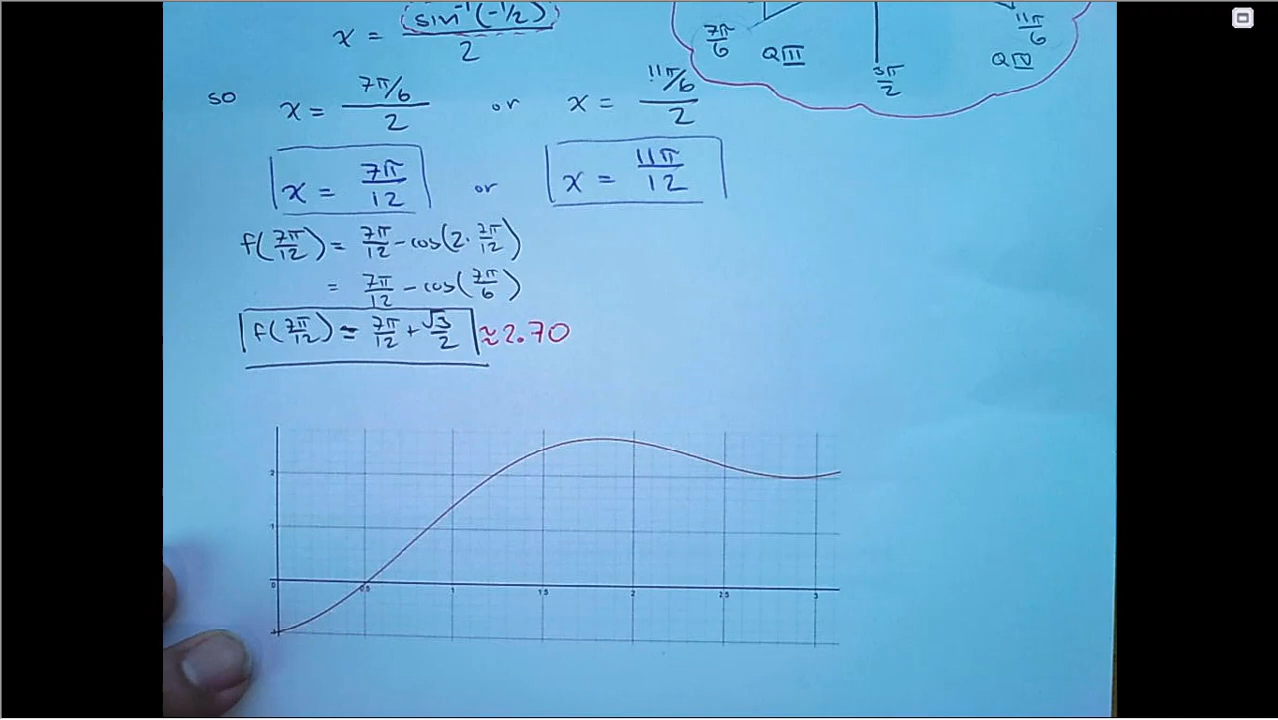 x = sin⁻¹(-1/2) / 2
7π/6 QIII 3π/2 QIV 11π/6
so x = 7π/6 / 2 or x = 11π/6 / 2
x = 7π/12 or x = 11π/12
f(7π/12) = 7π/12 - cos(2·7π/12)
= 7π/12 - cos(7π/6)
f(7π/12) = 7π/12 + √3/2 ≈2.70
2
1
0 0.5 1 1.5 2 2.5 3